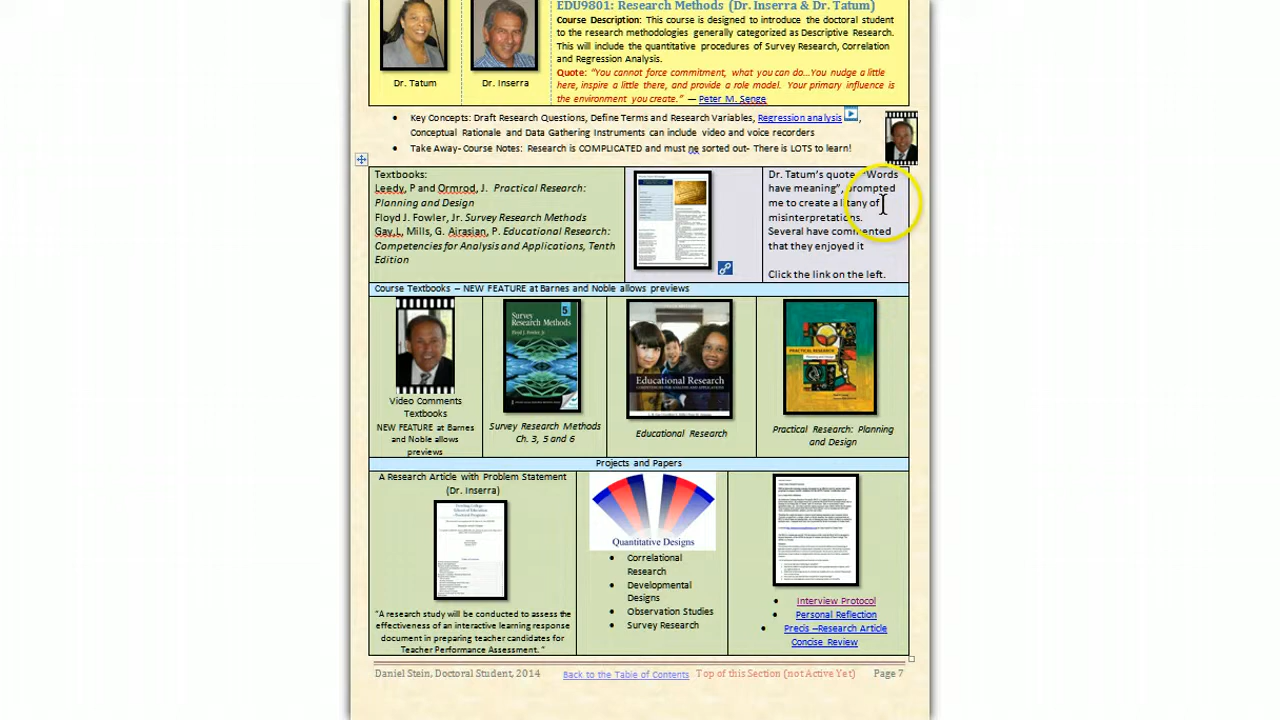 EDU9801: Research Methods (Dr. Inserra & Dr. Tatum)
Course Description: This course is designed to introduce the doctoral student
to the research methodologies generally categorized as Descriptive Research.
This will include the quantitative procedures of Survey Research, Correlation
and Regression Analysis.
Quote: "You cannot force commitment, what you can do...You nudge a little
here, inspire a little there, and provide a role model. Your primary influence is
the environment you create." — Peter M. Senge
Dr. Tatum
Dr. Inserra
Key Concepts: Draft Research Questions, Define Terms and Research Variables, Regression analysis,
Conceptual Rationale and Data Gathering Instruments can include video and voice recorders
Take Away- Course Notes: Research is COMPLICATED and must ne sorted out- There is LOTS to learn!
Textbooks:
Leedy, P and Ormrod, J. Practical Research:
Planning and Design
Floyd J. Fowler, Jr. Survey Research Methods
Gay,L, Mills, G. Airasian, P. Educational Research:
Competencies for Analysis and Applications, Tenth
Edition
Dr. Tatum's quote "Words
have meaning", prompted
me to create a litany of
misinterpretations.
Several have commented
that they enjoyed it
Click the link on the left.
Course Textbooks – NEW FEATURE at Barnes and Noble allows previews
Video Comments
Textbooks
NEW FEATURE at Barnes
and Noble allows
previews
5
Survey
Research Methods
Floyd J. Fowler, Jr.
Survey Research Methods
Ch. 3, 5 and 6
Educational Research
Educational Research
PRACTICAL RESEARCH
Practical Research: Planning
and Design
Projects and Papers
A Research Article with Problem Statement
(Dr. Inserra)
"A research study will be conducted to assess the
effectiveness of an interactive learning response
document in preparing teacher candidates for
Teacher Performance Assessment."
Quantitative Designs
Correlational
Research
Developmental
Designs
Observation Studies
Survey Research
Interview Protocol
Personal Reflection
Precis –Research Article
Concise Review
Daniel Stein, Doctoral Student, 2014 Back to the Table of Contents Top of this Section (not Active Yet) Page 7